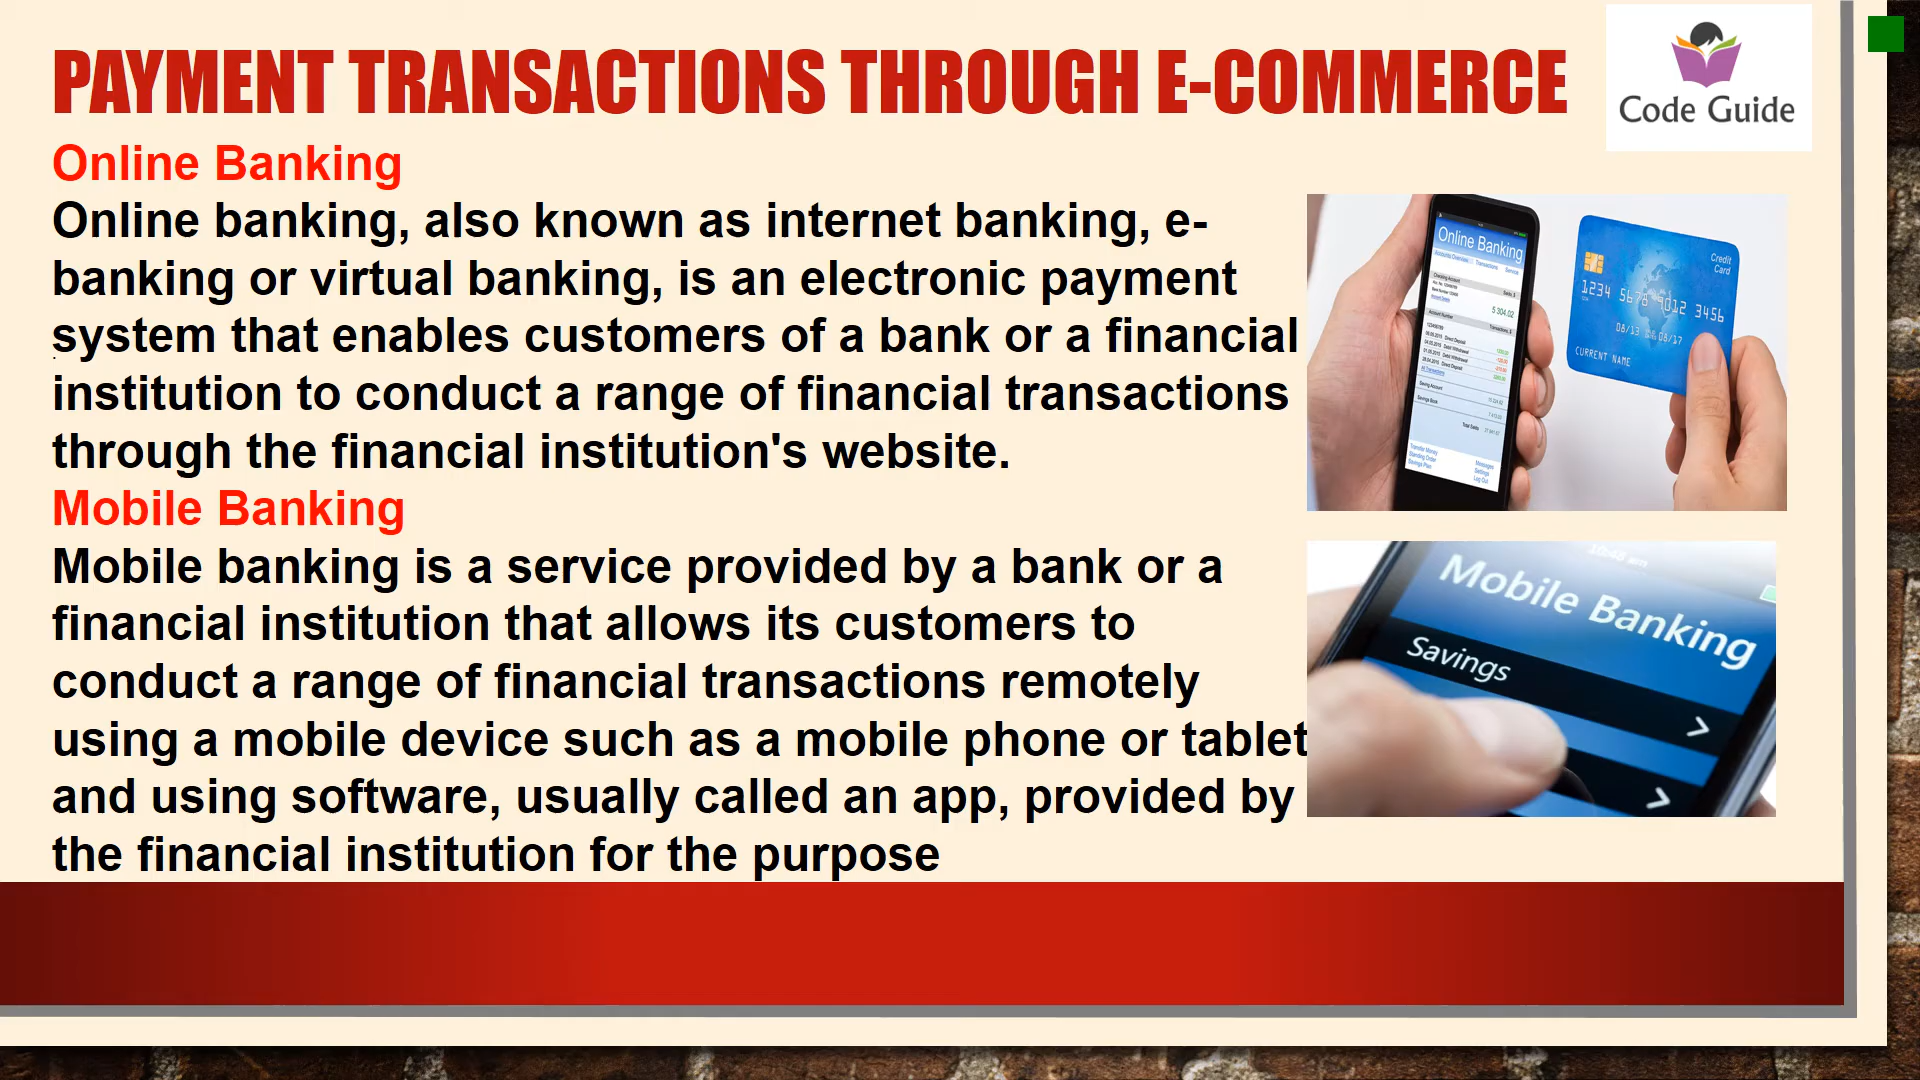 PAYMENT TRANSACTIONS THROUGH E-COMMERCE
Code Guide
Online Banking
Online banking, also known as internet banking, e-
banking or virtual banking, is an electronic payment
system that enables customers of a bank or a financial
institution to conduct a range of financial transactions
through the financial institution's website.
Mobile Banking
Mobile banking is a service provided by a bank or a
financial institution that allows its customers to
conduct a range of financial transactions remotely
using a mobile device such as a mobile phone or tablet
and using software, usually called an app, provided by
the financial institution for the purpose
Online Banking
Credit
Card
1234 5678 9012 3456
08/13 08/17
CURRENT NAME
Mobile Banking
Savings